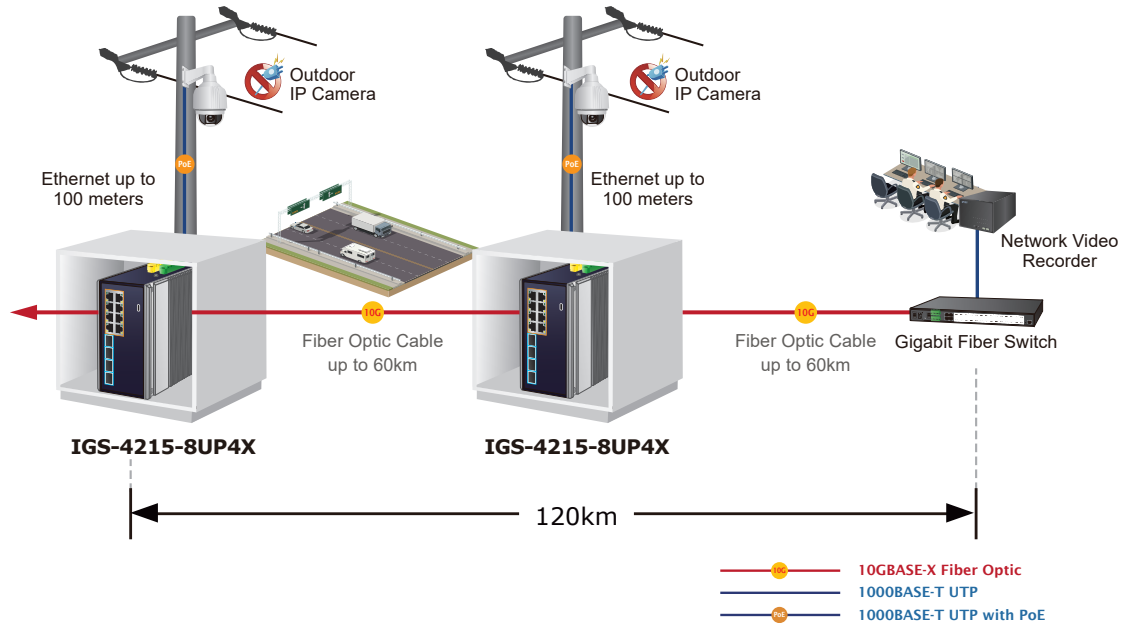 Outdoor
IP Camera
Outdoor
IP Camera
PoE
PoE
Ethernet up to
100 meters
Ethernet up to
100 meters
Network Video
Recorder
10G
10G
Fiber Optic Cable
up to 60km
Fiber Optic Cable
up to 60km
Gigabit Fiber Switch
IGS-4215-8UP4X
IGS-4215-8UP4X
120km
10G
10GBASE-X Fiber Optic
1000BASE-T UTP
PoE
1000BASE-T UTP with PoE